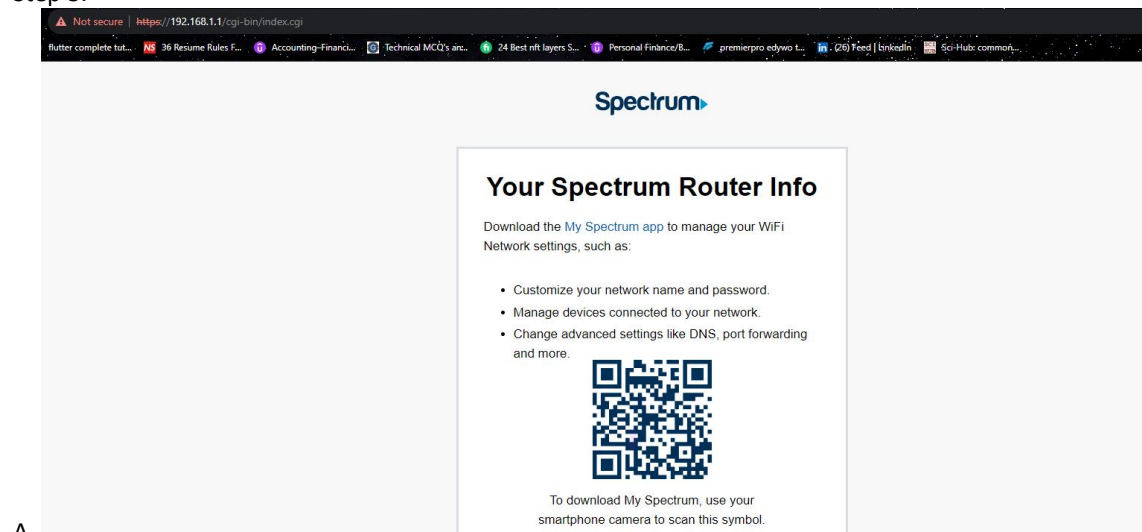 Not secure | https://192.168.1.1/cgi-bin/index.cgi
flutter complete tut... NS 36 Resume Rules F... Accounting–Financi... Technical MCQ's are... 24 Best nft layers S... Personal Finance/B... premierpro edywo t... in (26) Feed | LinkedIn Sci-Hub: common...
Spectrum
Your Spectrum Router Info
Download the My Spectrum app to manage your WiFi
Network settings, such as:
• Customize your network name and password.
• Manage devices connected to your network.
• Change advanced settings like DNS, port forwarding
and more.
To download My Spectrum, use your
smartphone camera to scan this symbol.